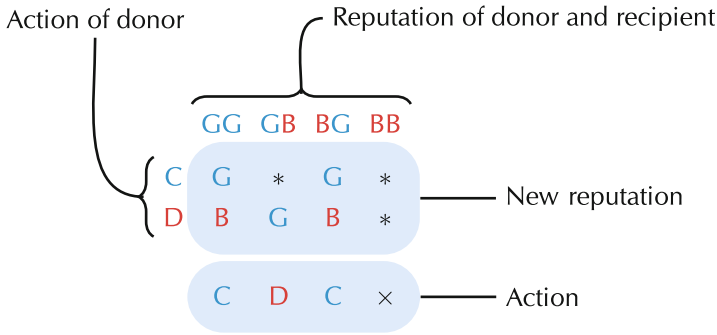 Action of donor
Reputation of donor and recipient
GG GB BG BB
C G * G *
D B G B *
New reputation
C D C ×
Action